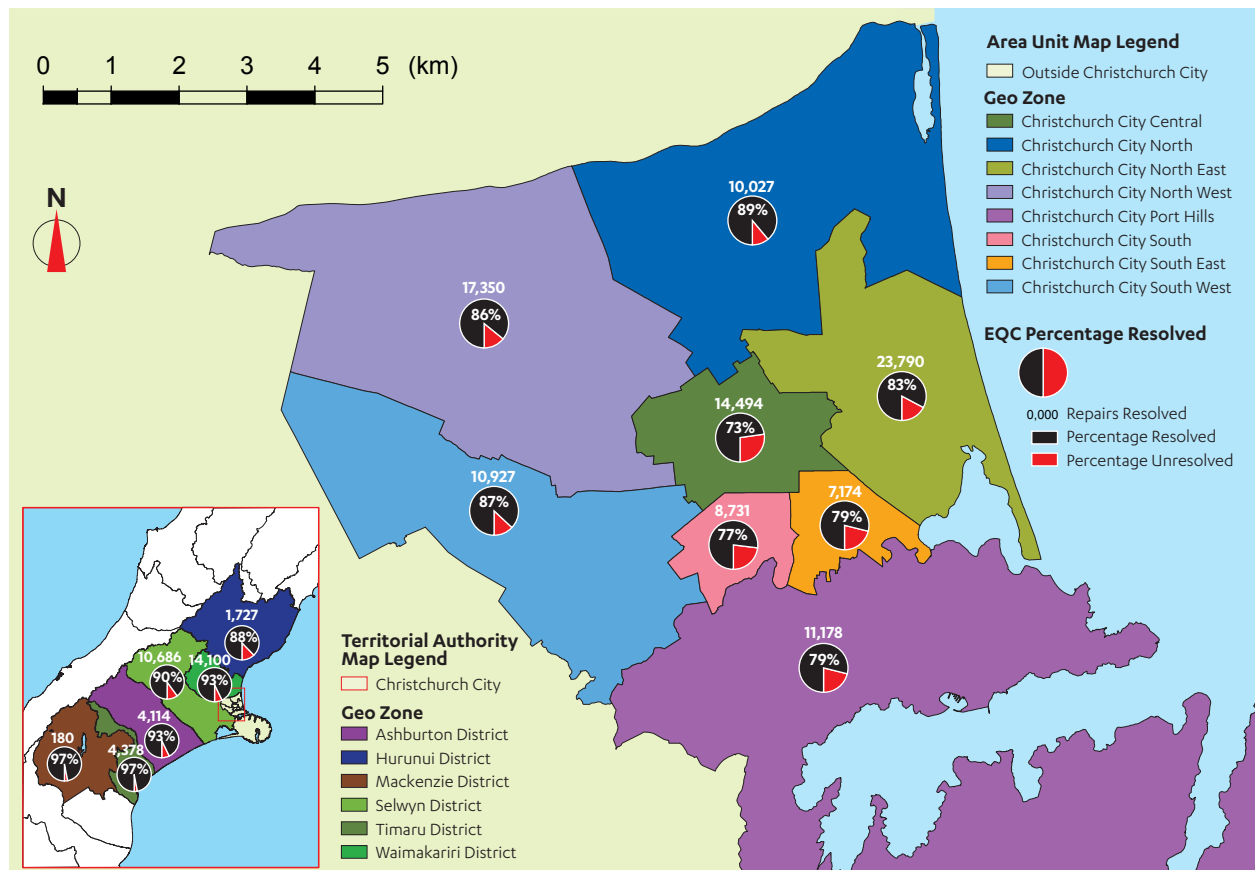 0 1 2 3 4 5 (km)
N
Area Unit Map Legend
Outside Christchurch City
Geo Zone
Christchurch City Central
Christchurch City North
Christchurch City North East
Christchurch City North West
Christchurch City Port Hills
Christchurch City South
Christchurch City South East
Christchurch City South West
EQC Percentage Resolved
0,000 Repairs Resolved
Percentage Resolved
Percentage Unresolved
10,027
89%
17,350
86%
23,790
83%
14,494
73%
10,927
87%
8,731
77%
7,174
79%
11,178
79%
1,727
88%
10,686
90%
14,100
93%
4,114
93%
180
97%
4,378
97%
Territorial Authority
Map Legend
Christchurch City
Geo Zone
Ashburton District
Hurunui District
Mackenzie District
Selwyn District
Timaru District
Waimakariri District